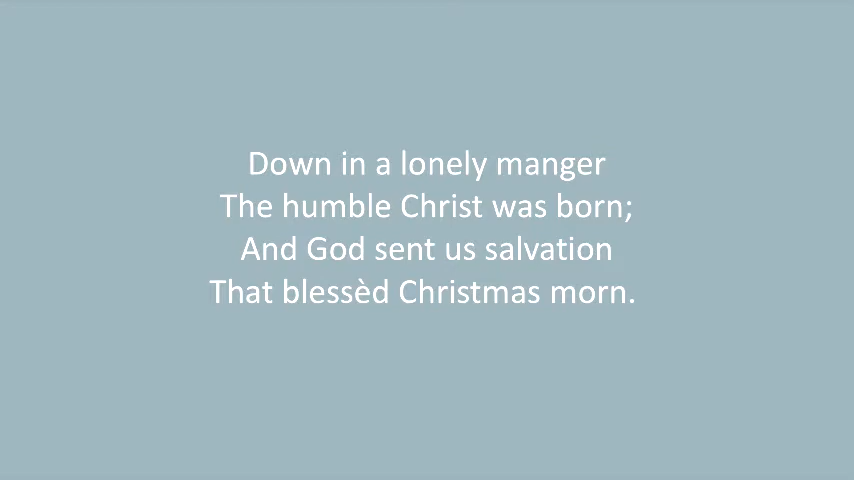 Down in a lonely manger
The humble Christ was born;
And God sent us salvation
That blessèd Christmas morn.